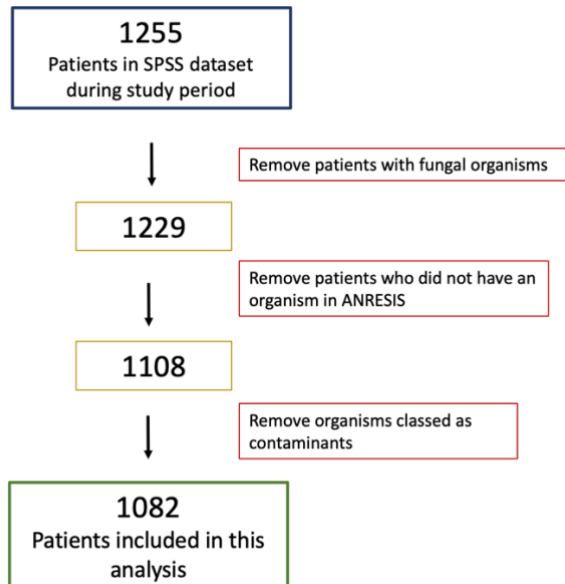 1255
Patients in SPSS dataset
during study period
Remove patients with fungal organisms
1229
Remove patients who did not have an
organism in ANRESIS
1108
Remove organisms classed as
contaminants
1082
Patients included in this
analysis